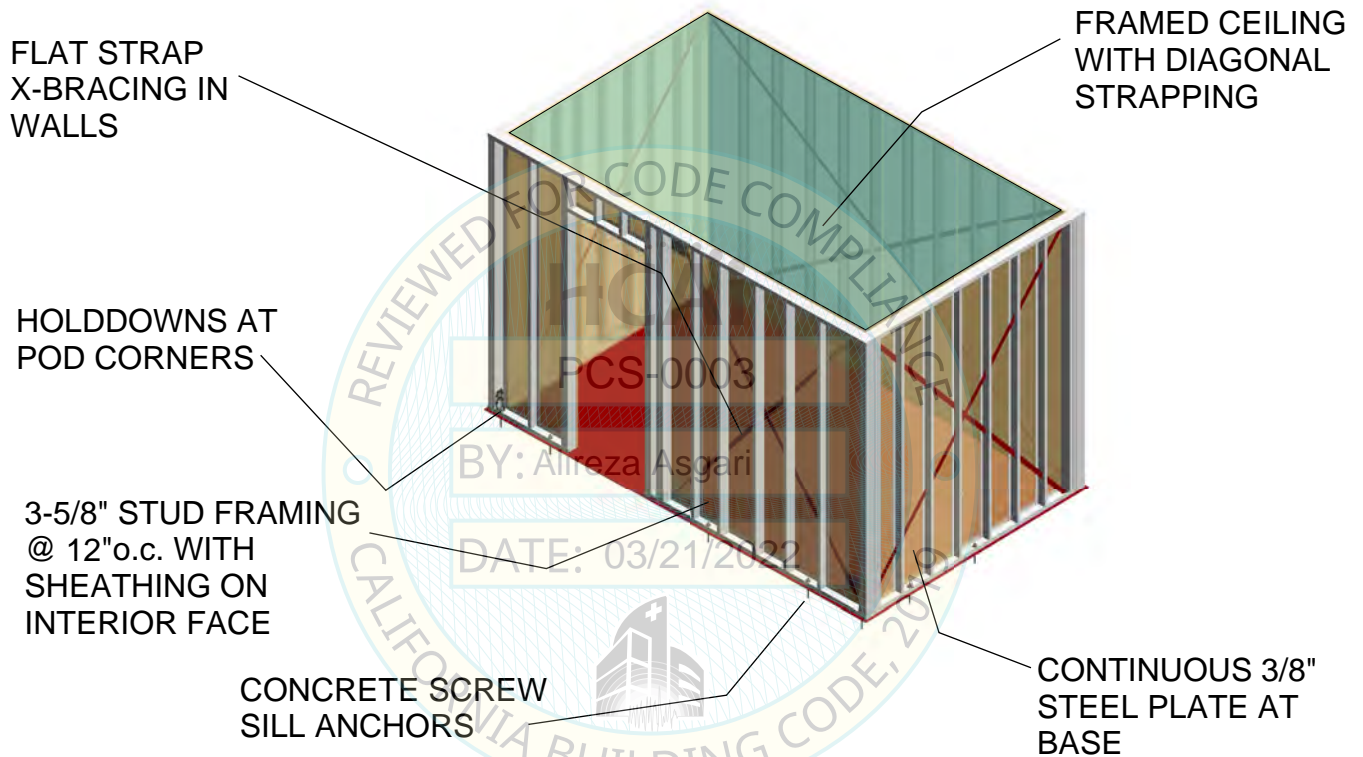 FLAT STRAP
X-BRACING IN
WALLS
FRAMED CEILING
WITH DIAGONAL
STRAPPING
HOLDDOWNS AT
POD CORNERS
3-5/8" STUD FRAMING
@ 12"o.c. WITH
SHEATHING ON
INTERIOR FACE
CONCRETE SCREW
SILL ANCHORS
CONTINUOUS 3/8"
STEEL PLATE AT
BASE
REVIEWED FOR CODE COMPLIANCE
HCAI
PCS-0003
BY: Alireza Asgari
DATE: 03/21/2022
CALIFORNIA BUILDING CODE, 2019